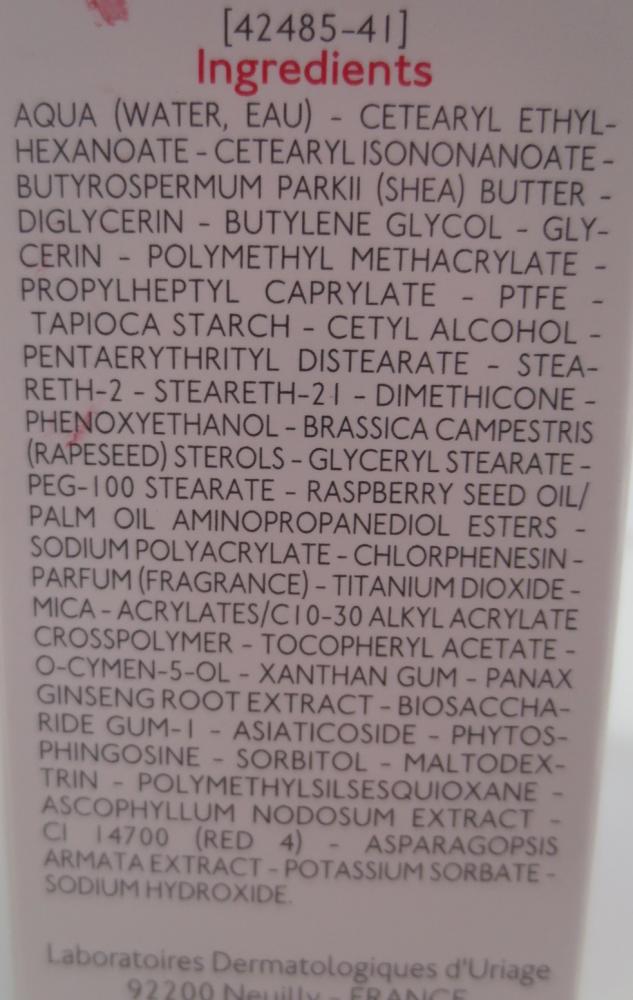 [42485-41]
Ingredients
AQUA (WATER, EAU) - CETEARYL ETHYL-
HEXANOATE - CETEARYL ISONONANOATE -
BUTYROSPERMUM PARKII (SHEA) BUTTER -
DIGLYCERIN - BUTYLENE GLYCOL - GLY-
CERIN - POLYMETHYL METHACRYLATE -
PROPYLHEPTYL CAPRYLATE - PTFE -
TAPIOCA STARCH - CETYL ALCOHOL -
PENTAERYTHRITYL DISTEARATE - STEA-
RETH-2 - STEARETH-21 - DIMETHICONE -
PHENOXYETHANOL - BRASSICA CAMPESTRIS
(RAPESEED) STEROLS - GLYCERYL STEARATE -
PEG-100 STEARATE - RASPBERRY SEED OIL/
PALM OIL AMINOPROPANEDIOL ESTERS -
SODIUM POLYACRYLATE - CHLORPHENESIN -
PARFUM (FRAGRANCE) - TITANIUM DIOXIDE -
MICA - ACRYLATES/C10-30 ALKYL ACRYLATE
CROSSPOLYMER - TOCOPHERYL ACETATE -
O-CYMEN-5-OL - XANTHAN GUM - PANAX
GINSENG ROOT EXTRACT - BIOSACCHA-
RIDE GUM-1 - ASIATICOSIDE - PHYTOS-
PHINGOSINE - SORBITOL - MALTODEX-
TRIN - POLYMETHYLSILSESQUIOXANE -
ASCOPHYLLUM NODOSUM EXTRACT -
CI 14700 (RED 4) - ASPARAGOPSIS
ARMATA EXTRACT - POTASSIUM SORBATE -
SODIUM HYDROXIDE.
Laboratoires Dermatologiques d'Uriage
92200 Neuilly - FRANCE